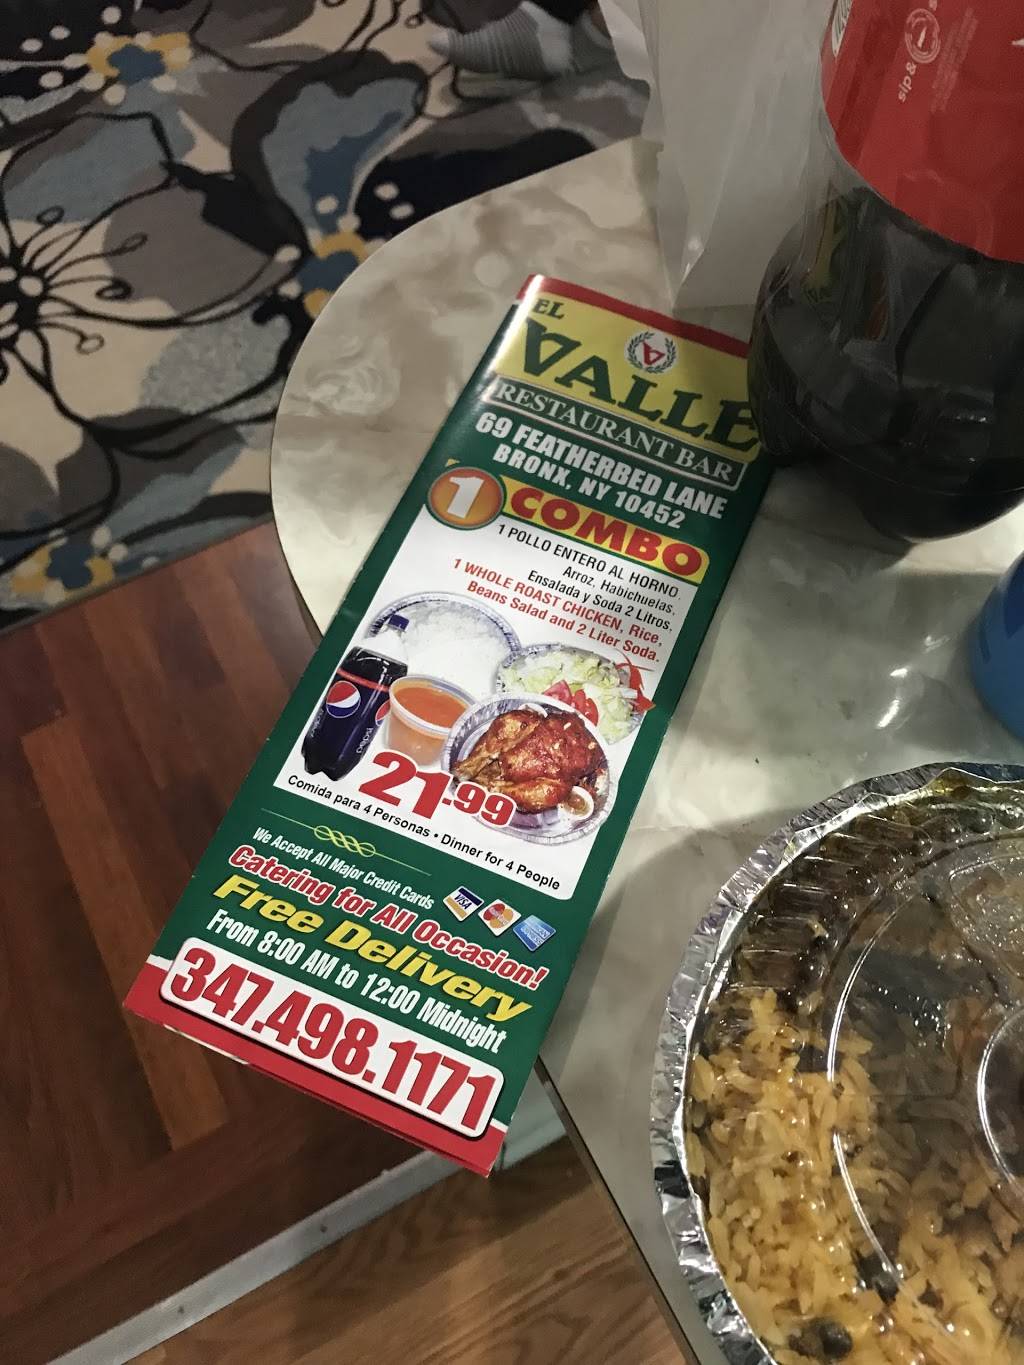 sip&
EL
VALLE
RESTAURANT BAR
69 FEATHERBED LANE
BRONX, NY 10452
1 COMBO
1 POLLO ENTERO AL HORNO.
Arroz, Habichuelas,
Ensalada y Soda 2 Litros.
1 WHOLE ROAST CHICKEN, Rice,
Beans Salad and 2 Liter Soda.
pepsi
21.99
Comida para 4 Personas • Dinner for 4 People
We Accept All Major Credit Cards
VISA
Catering for All Occasion!
Free Delivery
From 8:00 AM to 12:00 Midnight
347.498.1171